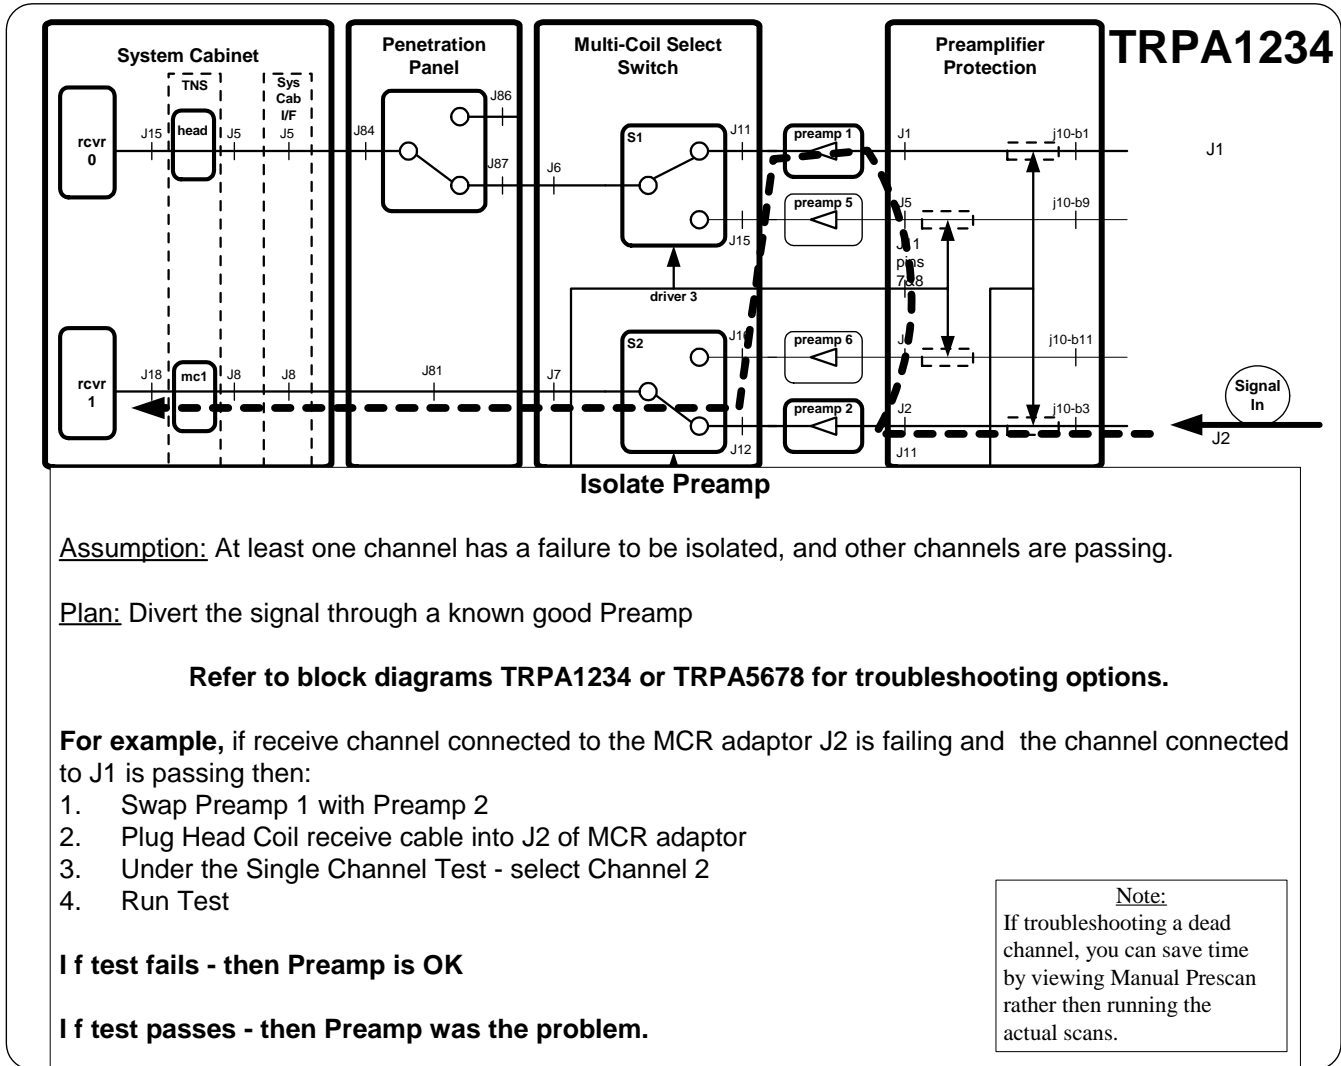 System Cabinet
Penetration
Panel
Multi-Coil Select
Switch
Preamplifier
Protection
TRPA1234
TNS
Sys
Cab
I/F
J86
rcvr
0
J15
head
J5
J5
J84
J87
J6
S1
J11
preamp 1
J1
j10-b1
J1
preamp 5
J5
j10-b9
J15
J11
pins
7&8
driver 3
S2
J16
preamp 6
j10-b11
rcvr
1
J18
mc1
J8
J8
J81
J7
preamp 2
J2
j10-b3
Signal
In
J12
J11
J2
Isolate Preamp
Assumption: At least one channel has a failure to be isolated, and other channels are passing.
Plan: Divert the signal through a known good Preamp
Refer to block diagrams TRPA1234 or TRPA5678 for troubleshooting options.
For example, if receive channel connected to the MCR adaptor J2 is failing and the channel connected
to J1 is passing then:
1. Swap Preamp 1 with Preamp 2
2. Plug Head Coil receive cable into J2 of MCR adaptor
3. Under the Single Channel Test - select Channel 2
4. Run Test
I f test fails - then Preamp is OK
I f test passes - then Preamp was the problem.
Note:
If troubleshooting a dead
channel, you can save time
by viewing Manual Prescan
rather then running the
actual scans.